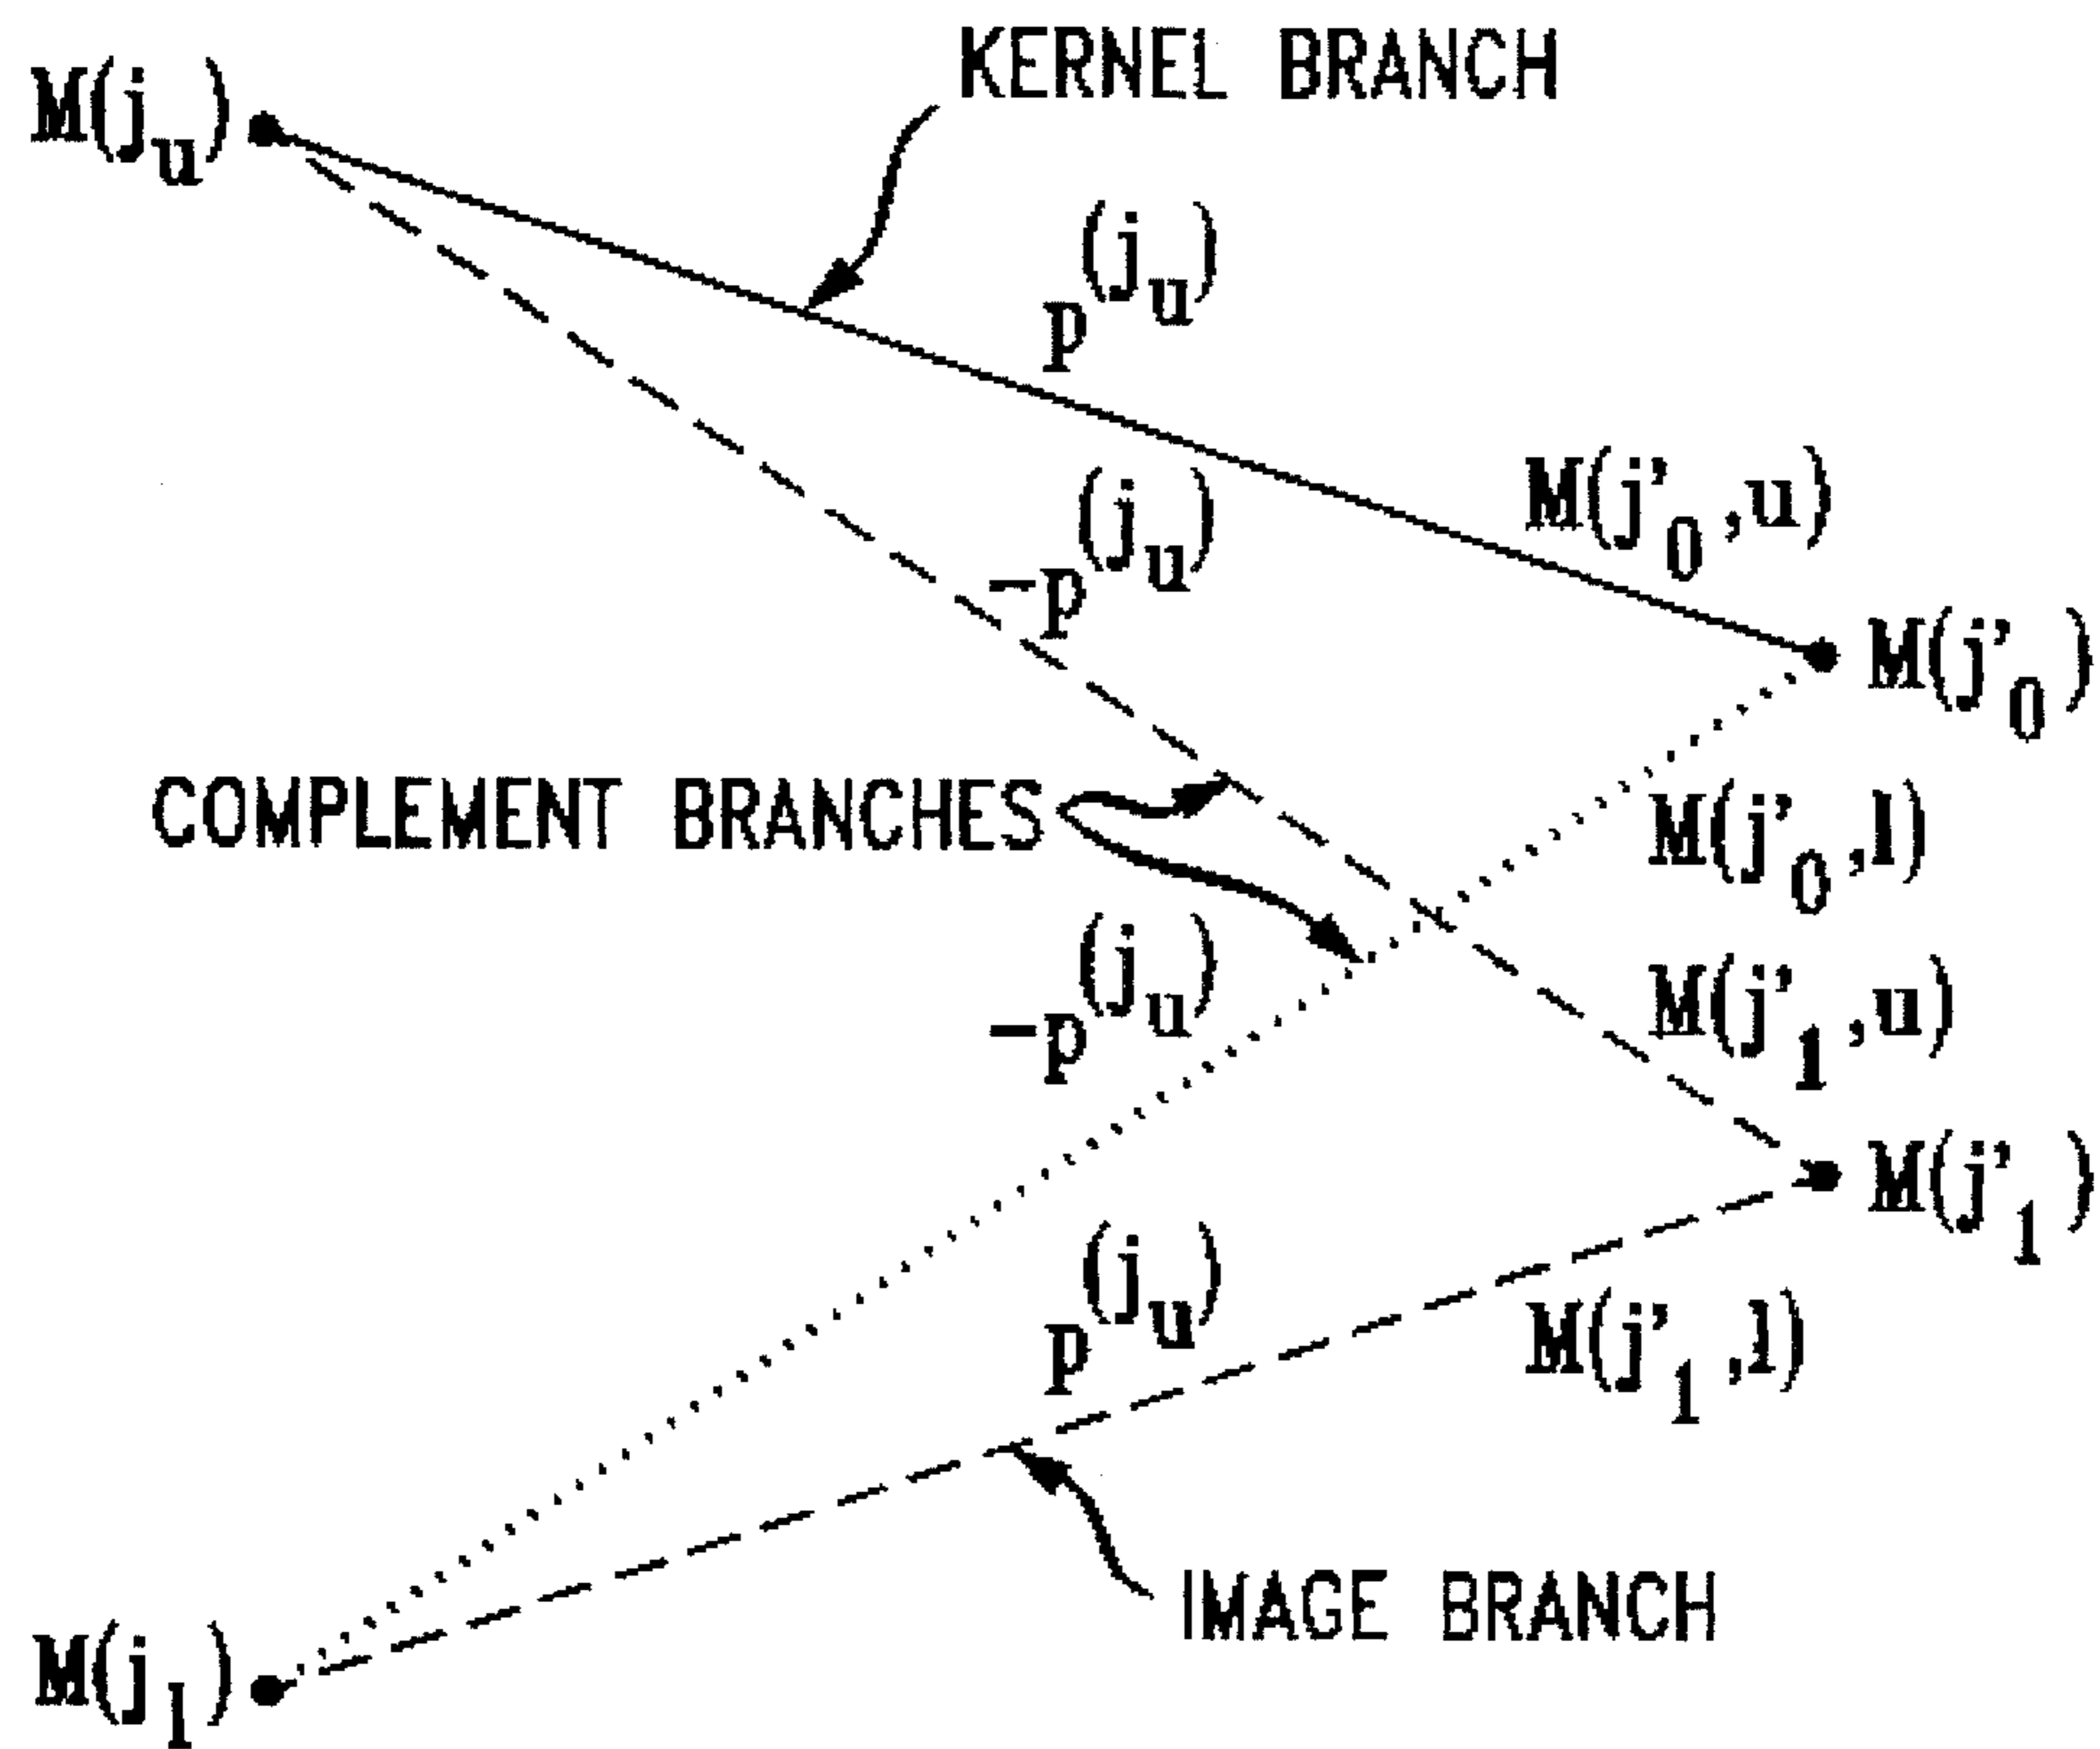 KERNEL BRANCH
M(j_u)
p^(j_u)
-p^(j_u)
M(j'_0,u)
M(j'_0)
COMPLEMENT BRANCHES
M(j'_0,l)
-p^(j_u)
M(j'_1,u)
M(j'_1)
p^(j_u)
M(j'_1,l)
IMAGE BRANCH
M(j_l)